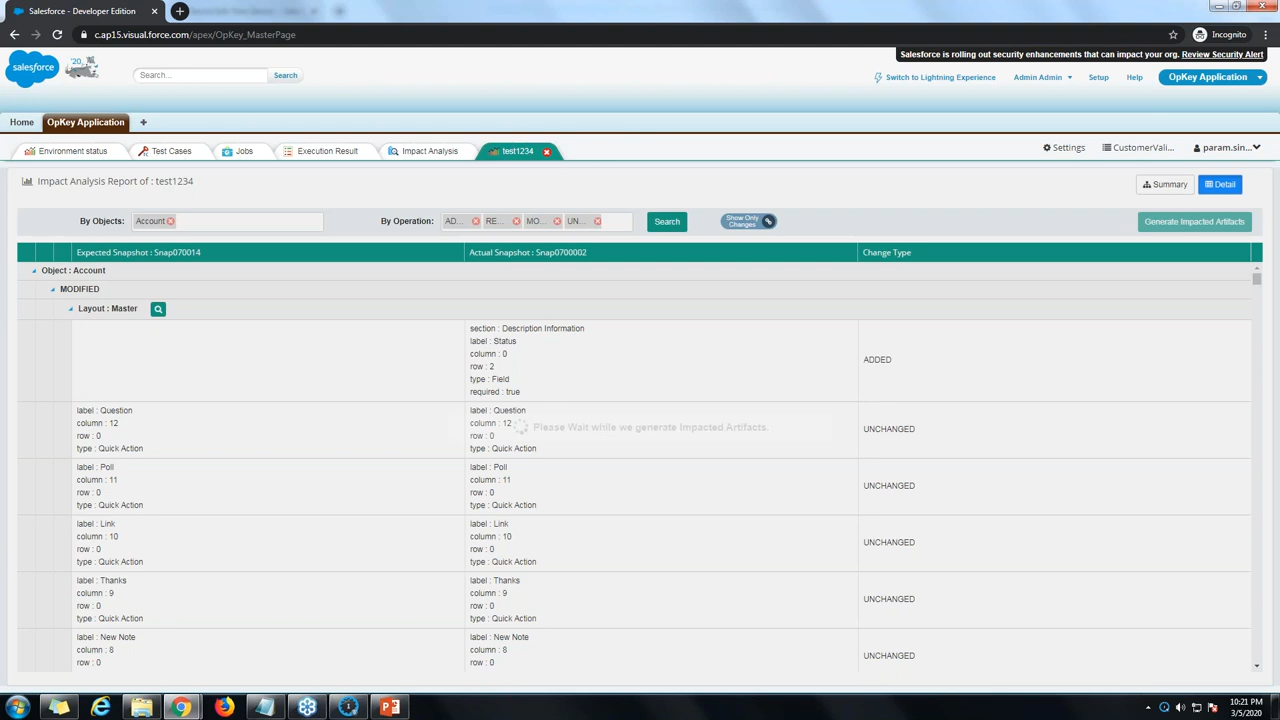 Salesforce - Developer Edition
c.ap15.visual.force.com/apex/OpKey_MasterPage
Incognito
Salesforce is rolling out security enhancements that can impact your org. Review Security Alert
salesforce
'20,
Search...
Search
Switch to Lightning Experience
Admin Admin
Setup
Help
OpKey Application
Home
OpKey Application
Environment status
Test Cases
Jobs
Execution Result
Impact Analysis
test1234
Settings
CustomerVali...
param.sin...
Impact Analysis Report of : test1234
Summary
Detail
By Objects:
Account
By Operation:
AD...
RE...
MO...
UN...
Search
Show Only
Changes
Generate Impacted Artifacts
Expected Snapshot : Snap070014
Actual Snapshot : Snap0700002
Change Type
Object : Account
MODIFIED
Layout : Master
section : Description Information
label : Status
column : 0
row : 2
type : Field
required : true
ADDED
label : Question
column : 12
row : 0
type : Quick Action
label : Question
column : 12
row : 0
type : Quick Action
UNCHANGED
Please Wait while we generate Impacted Artifacts.
label : Poll
column : 11
row : 0
type : Quick Action
label : Poll
column : 11
row : 0
type : Quick Action
UNCHANGED
label : Link
column : 10
row : 0
type : Quick Action
label : Link
column : 10
row : 0
type : Quick Action
UNCHANGED
label : Thanks
column : 9
row : 0
type : Quick Action
label : Thanks
column : 9
row : 0
type : Quick Action
UNCHANGED
label : New Note
column : 8
row : 0
label : New Note
column : 8
row : 0
UNCHANGED
10:21 PM
3/5/2020